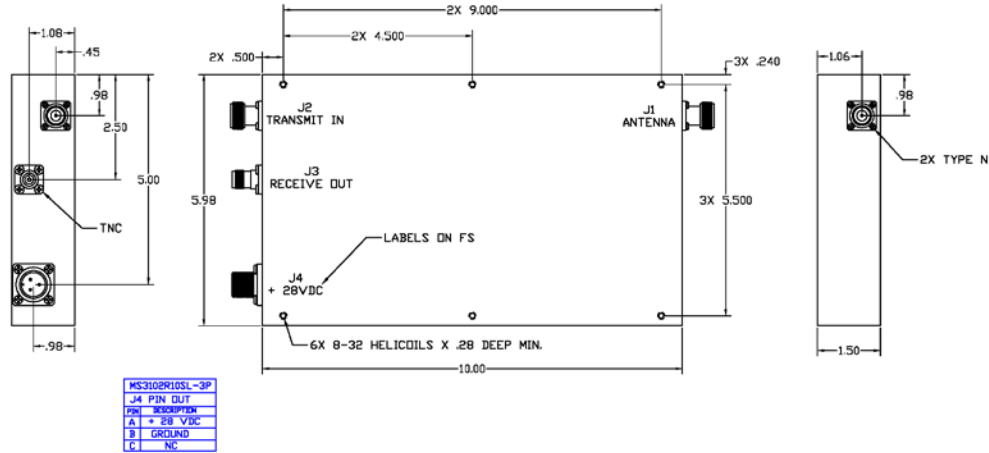 2X 9.000
2X 4.500
2X .500
3X .240
1.08
.45
.98
2.50
5.00
TNC
.98
5.98
J2
TRANSMIT IN
J1
ANTENNA
J3
RECEIVE OUT
LABELS ON FS
J4
+ 28VDC
3X 5.500
6X 8-32 HELICOILS X .28 DEEP MIN.
10.00
1.06
.98
2X TYPE N
1.50
MS3102R10SL-3P
J4 PIN OUT
PIN DESCRIPTION
A + 28 VDC
B GROUND
C NC